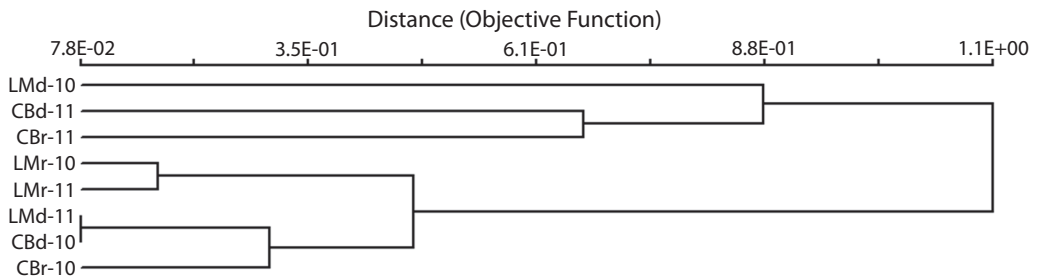 Distance (Objective Function)
7.8E-02 3.5E-01 6.1E-01 8.8E-01 1.1E+00
LMd-10
CBd-11
CBr-11
LMr-10
LMr-11
LMd-11
CBd-10
CBr-10